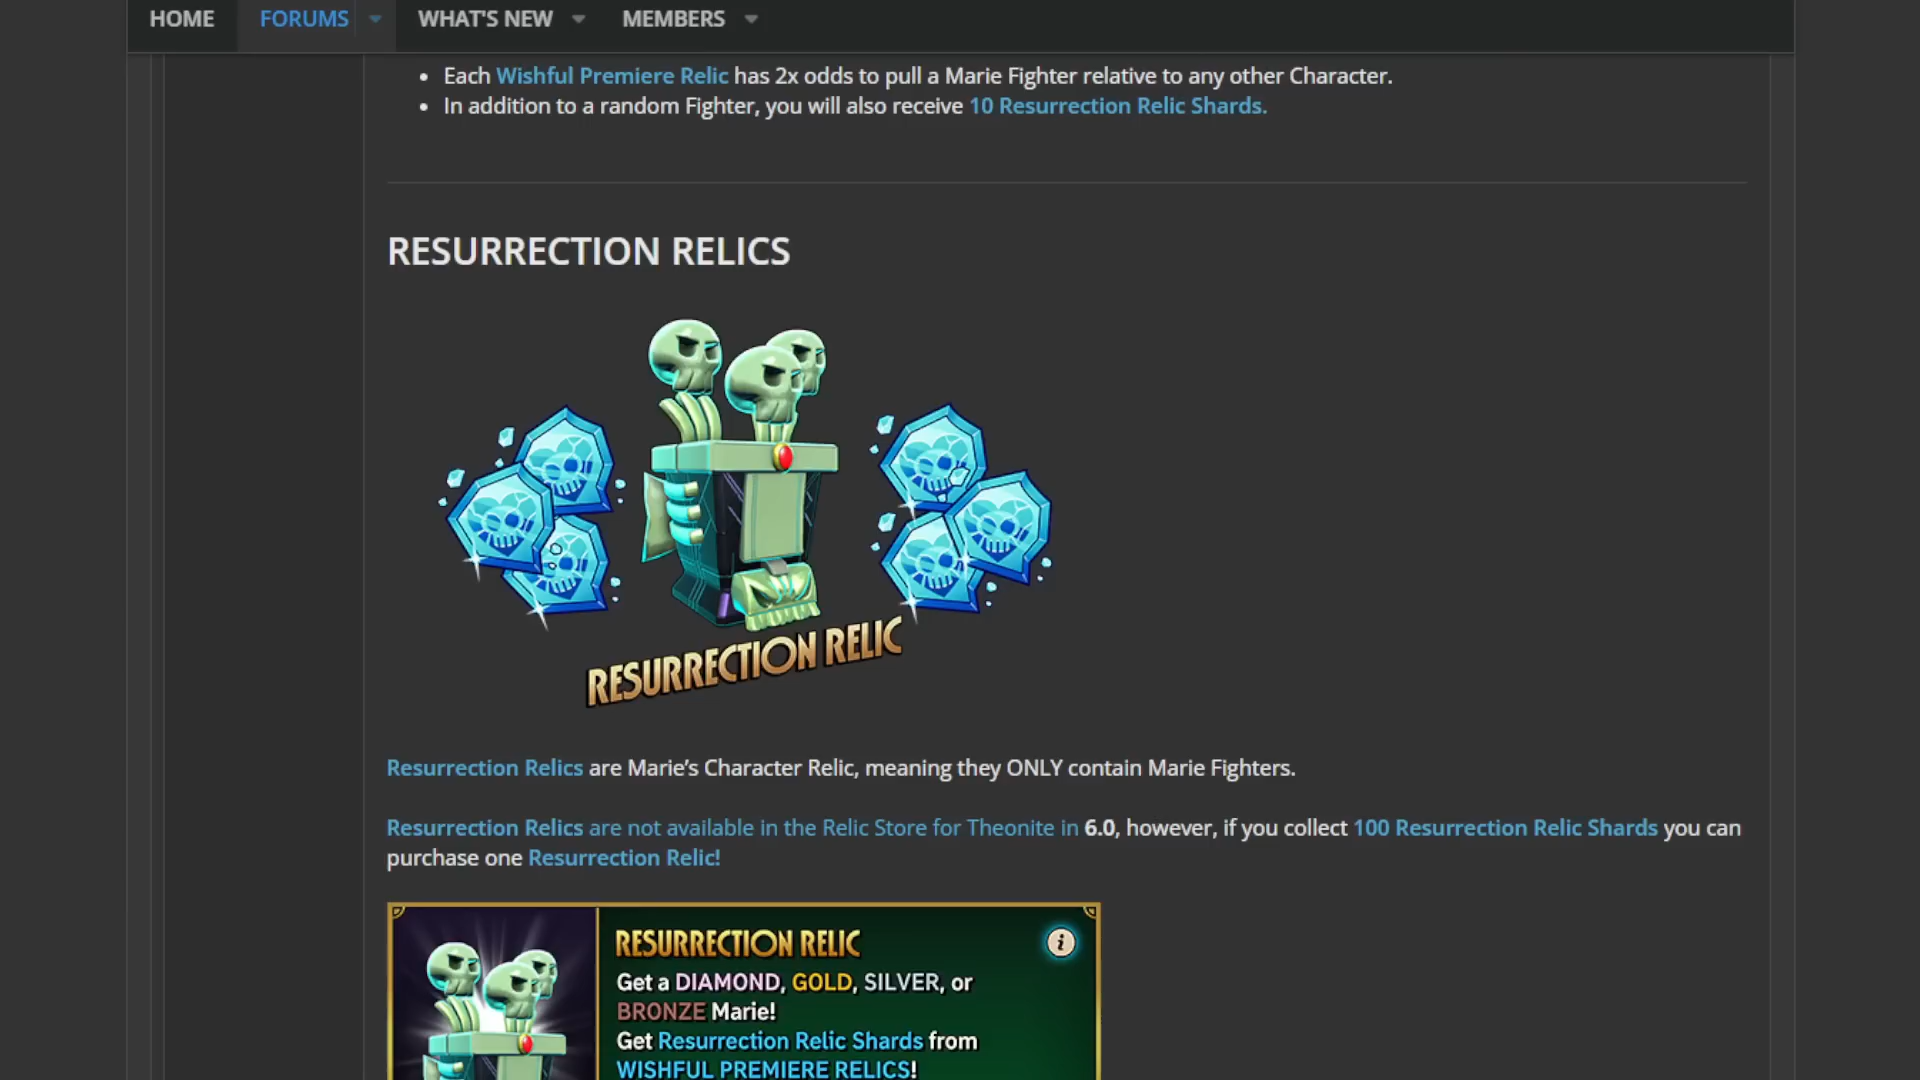 HOME FORUMS WHAT'S NEW MEMBERS
Each Wishful Premiere Relic has 2x odds to pull a Marie Fighter relative to any other Character.
In addition to a random Fighter, you will also receive 10 Resurrection Relic Shards.
RESURRECTION RELICS
RESURRECTION RELIC
Resurrection Relics are Marie’s Character Relic, meaning they ONLY contain Marie Fighters.
Resurrection Relics are not available in the Relic Store for Theonite in 6.0, however, if you collect 100 Resurrection Relic Shards you can
purchase one Resurrection Relic!
RESURRECTION RELIC
i
Get a DIAMOND, GOLD, SILVER, or
BRONZE Marie!
Get Resurrection Relic Shards from
WISHFUL PREMIERE RELICS!